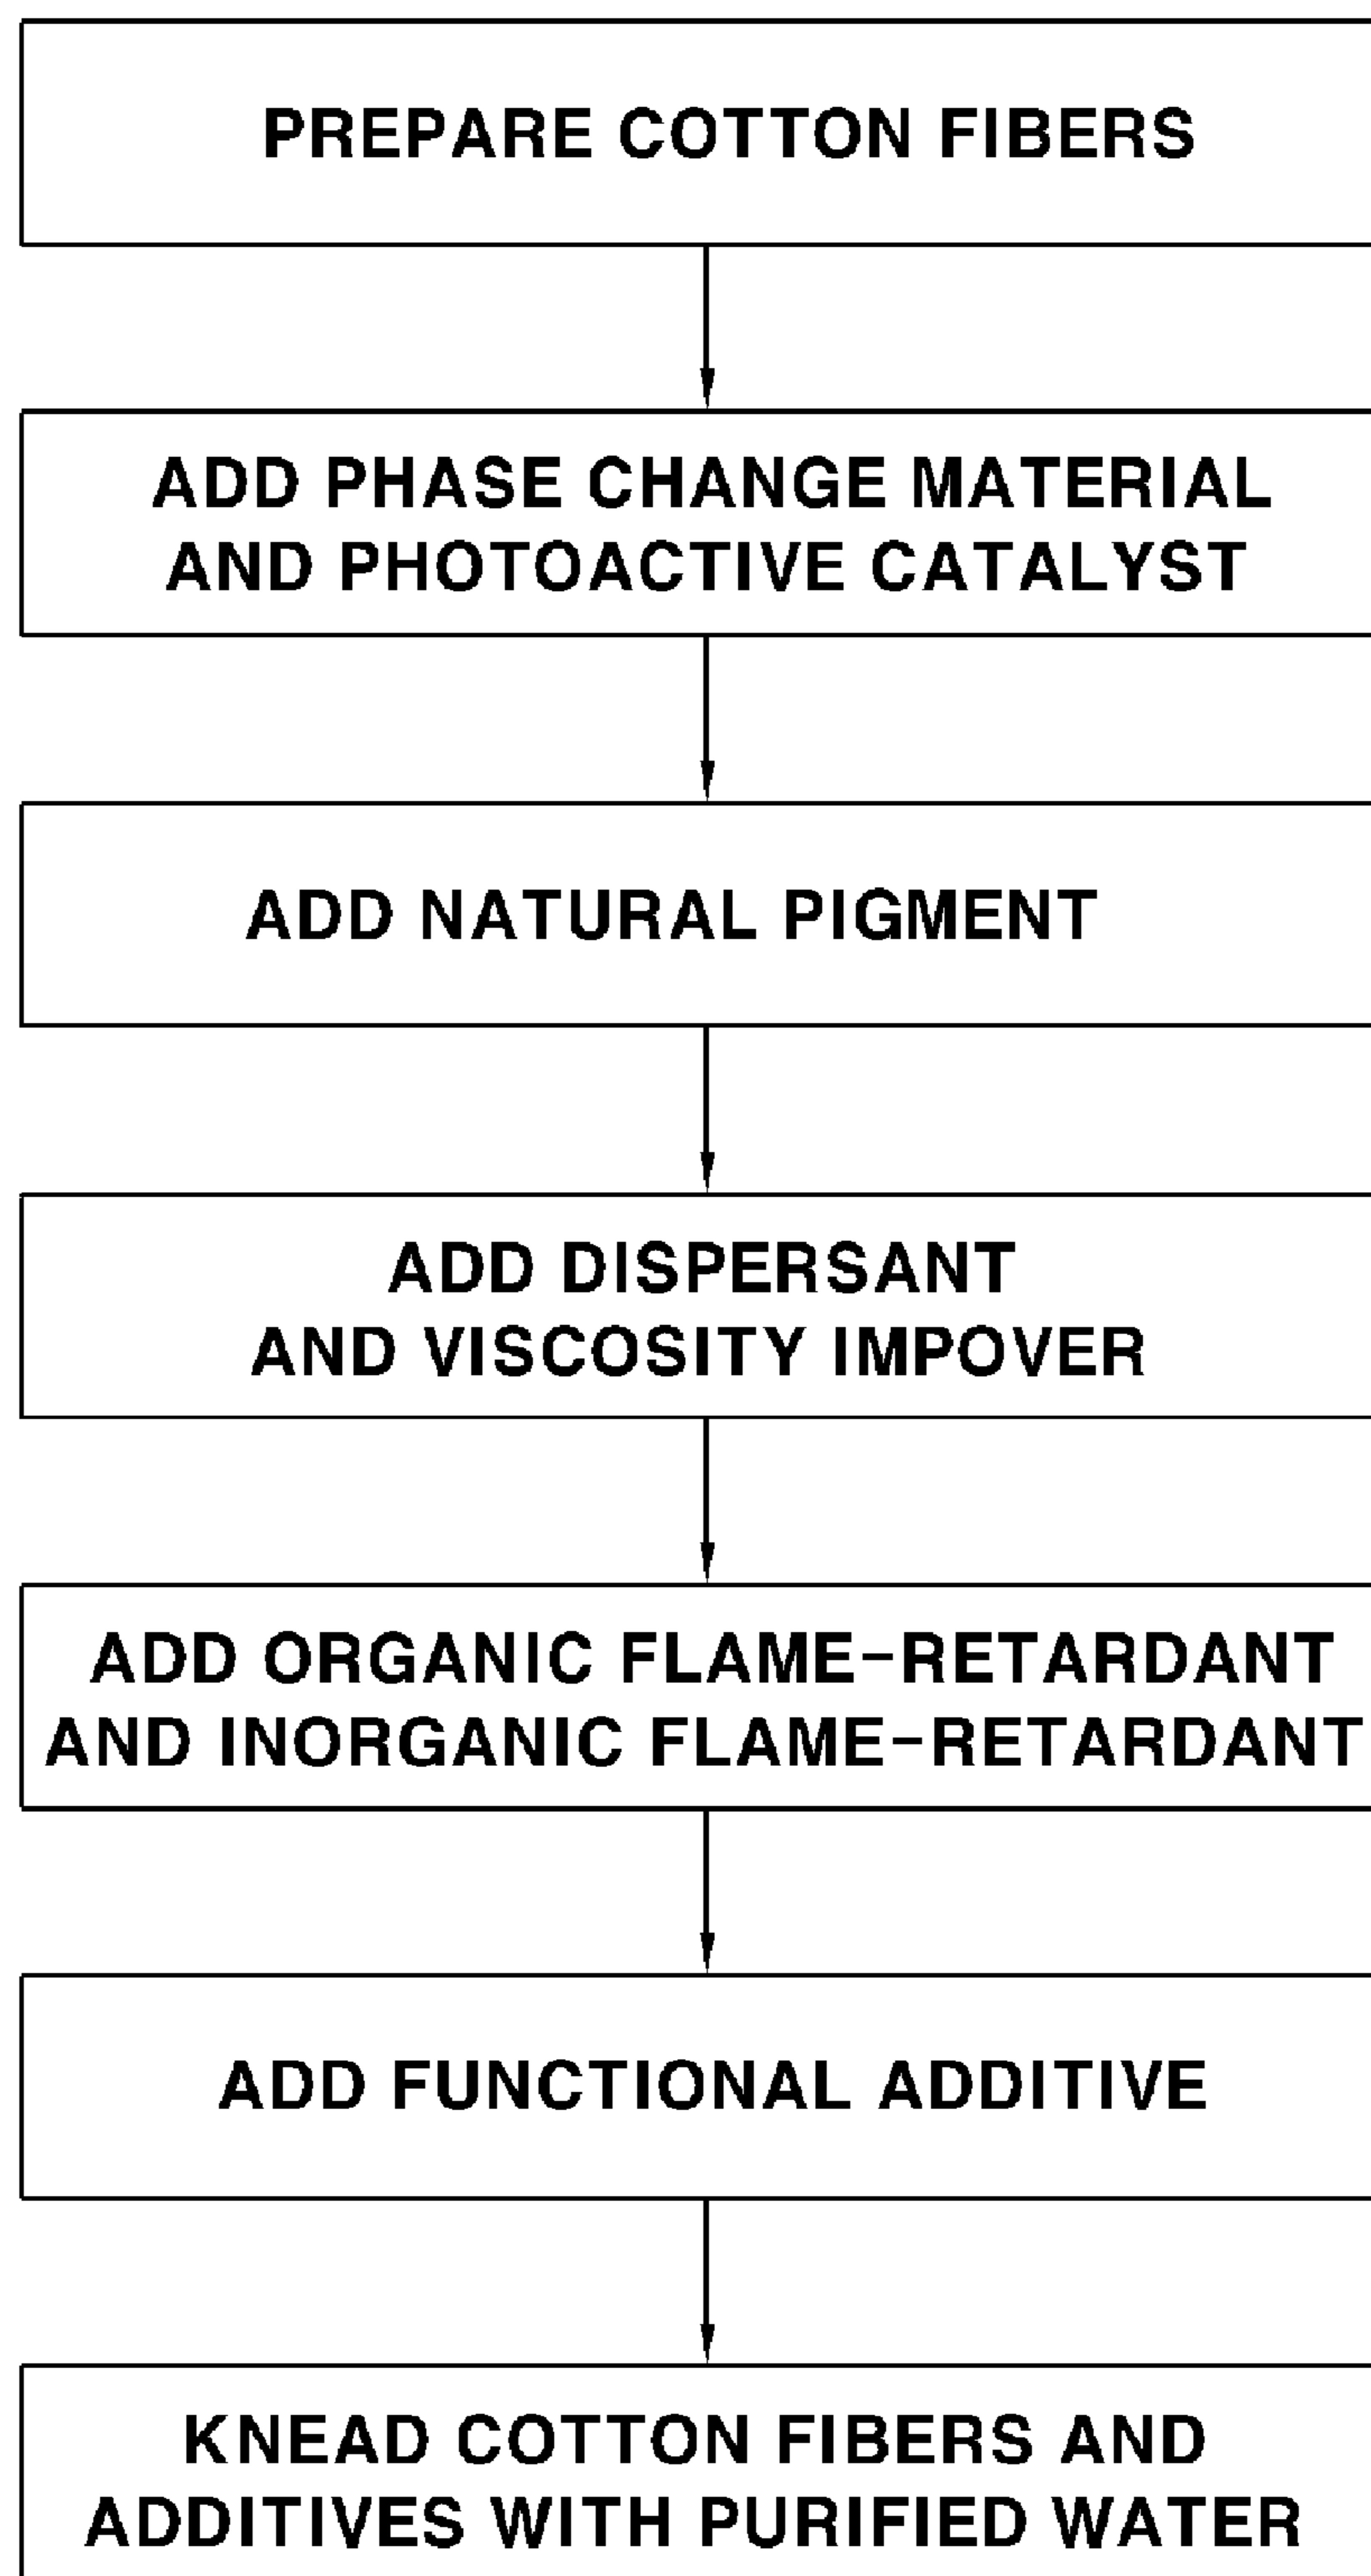 PREPARE COTTON FIBERS
ADD PHASE CHANGE MATERIAL
AND PHOTOACTIVE CATALYST
ADD NATURAL PIGMENT
ADD DISPERSANT
AND VISCOSITY IMPOVER
ADD ORGANIC FLAME-RETARDANT
AND INORGANIC FLAME-RETARDANT
ADD FUNCTIONAL ADDITIVE
KNEAD COTTON FIBERS AND
ADDITIVES WITH PURIFIED WATER